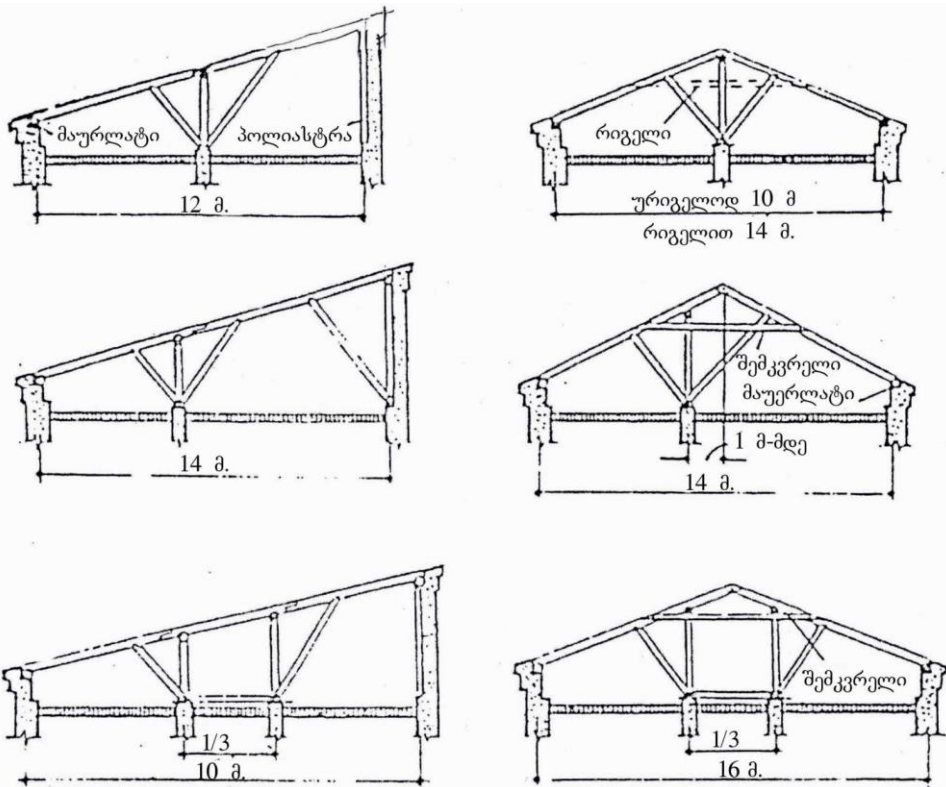 მაურლატი
პოლიასტრა
12 მ.
რიგელი
ურიგელოდ 10 მ
რიგელით 14 მ.
14 მ.
შემკვრელი
მაუერლატი
1 მ-მდე
14 მ.
1/3
10 მ.
შემკვრელი
1/3
16 მ.